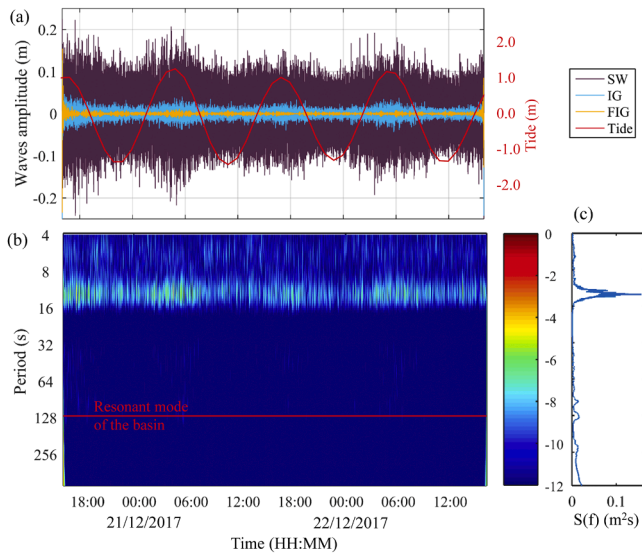 (a)
Waves amplitude (m)
0.2
0.1
0
-0.1
-0.2
2.0
1.0
0.0
-1.0
-2.0
Tide (m)
SW
IG
FIG
Tide
(b)
Period (s)
4
8
16
32
64
128
256
Resonant mode
of the basin
18:00 00:00 06:00 12:00 18:00 00:00 06:00 12:00
21/12/2017 22/12/2017
Time (HH:MM)
0
-2
-4
-6
-8
-10
-12
(c)
0 0.1
S(f) (m²s)